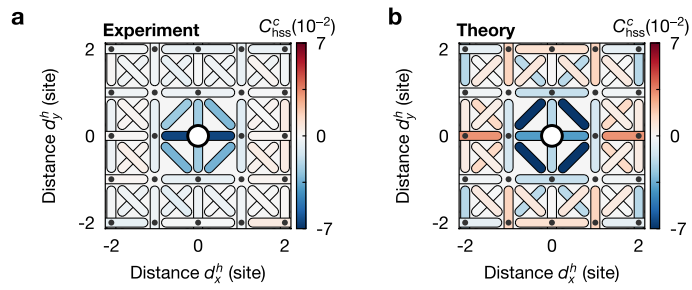 a
Experiment
C^c_hss(10^-2)
Distance d^h_y (site)
2
0
-2
-2
0
2
Distance d^h_x (site)
7
0
-7
b
Theory
C^c_hss(10^-2)
Distance d^h_y (site)
2
0
-2
-2
0
2
Distance d^h_x (site)
7
0
-7